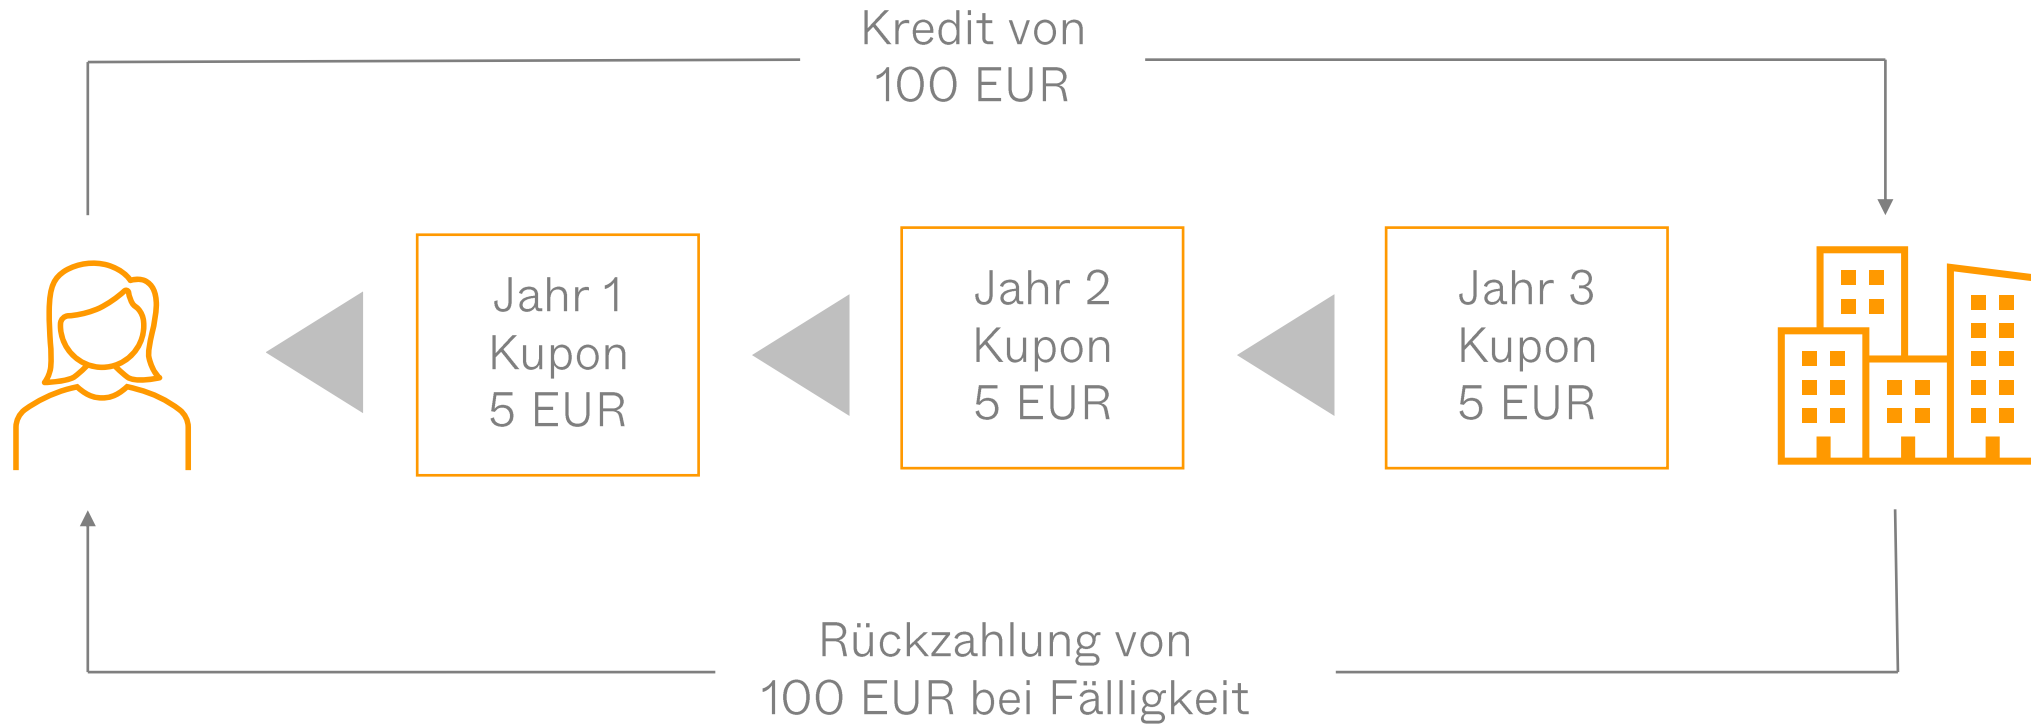 Kredit von
100 EUR
Jahr 1
Kupon
5 EUR
Jahr 2
Kupon
5 EUR
Jahr 3
Kupon
5 EUR
Rückzahlung von
100 EUR bei Fälligkeit